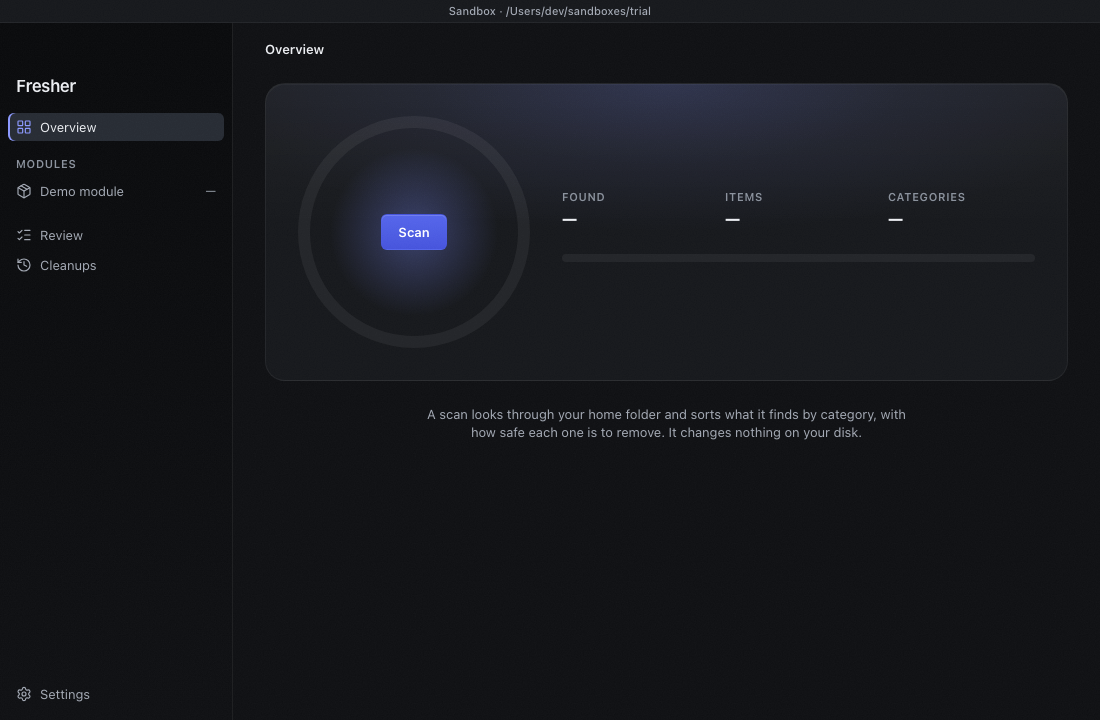 Sandbox · /Users/dev/sandboxes/trial
Fresher
Overview
MODULES
Demo module —
Review
Cleanups
Settings
Overview
Scan
FOUND
—
ITEMS
—
CATEGORIES
—
A scan looks through your home folder and sorts what it finds by category, with
how safe each one is to remove. It changes nothing on your disk.